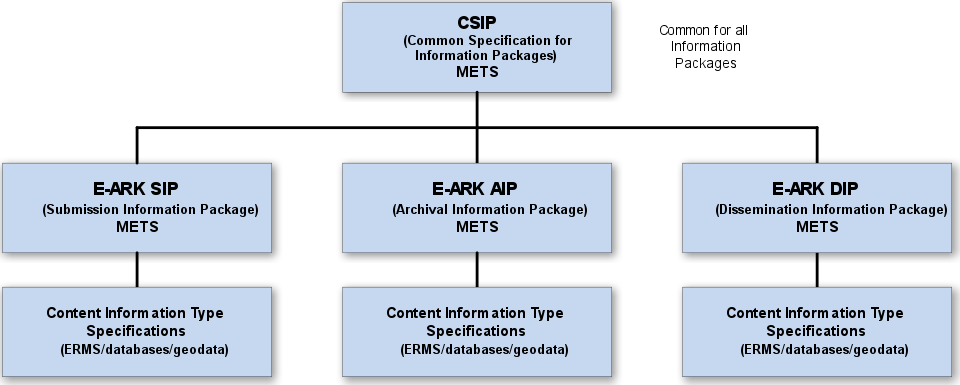 CSIP
(Common Specification for
Information Packages)
METS
Common for all
Information
Packages
E-ARK SIP
(Submission Information Package)
METS
E-ARK AIP
(Archival Information Package)
METS
E-ARK DIP
(Dissemination Information Package)
METS
Content Information Type
Specifications
(ERMS/databases/geodata)
Content Information Type
Specifications
(ERMS/databases/geodata)
Content Information Type
Specifications
(ERMS/databases/geodata)